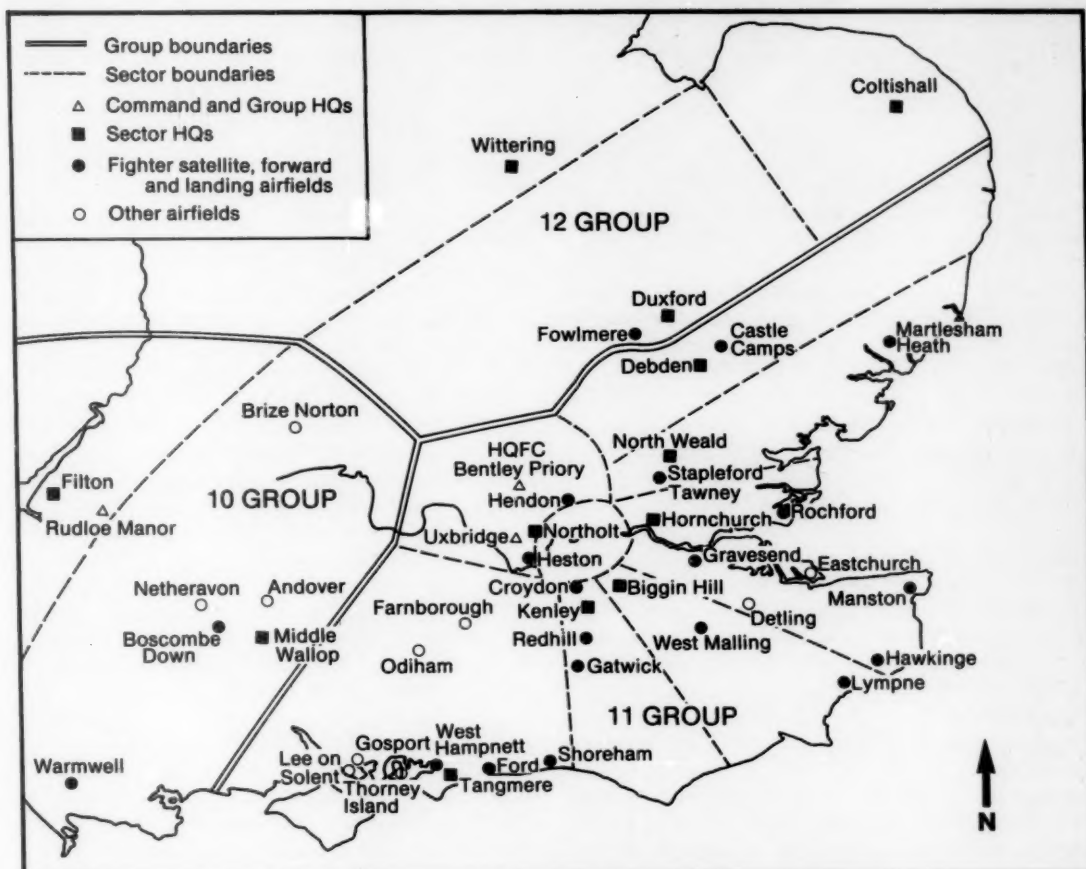 Group boundaries
Sector boundaries
Command and Group HQs
Sector HQs
Fighter satellite, forward
and landing airfields
Other airfields
Coltishall
Wittering
12 GROUP
Duxford
Fowlmere
Castle
Camps
Debden
Martlesham
Heath
Brize Norton
HQFC
Bentley Priory
North Weald
Stapleford
Tawney
Filton
10 GROUP
Hendon
Rudloe Manor
Uxbridge
Northolt
Hornchurch
Rochford
Heston
Gravesend
Eastchurch
Netheravon
Andover
Croydon
Biggin Hill
Manston
Farnborough
Kenley
Detling
Boscombe
Down
Middle
Wallop
Redhill
West Malling
Odiham
Gatwick
Hawkinge
Lympne
11 GROUP
Gosport
West
Hampnett
Shoreham
Lee on
Solent
Ford
Warmwell
Thorney
Island
Tangmere
N